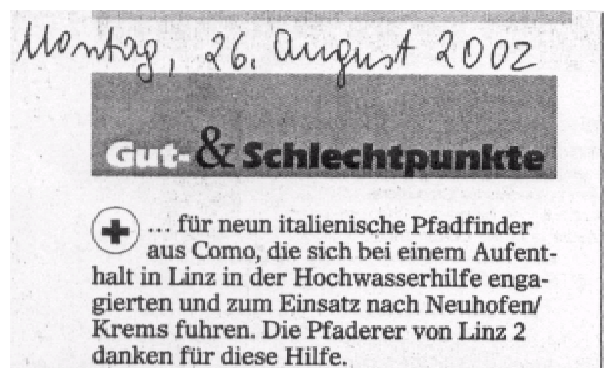 Montag, 26. August 2002
Gut- & Schlechtpunkte
... für neun italienische Pfadfinder
aus Como, die sich bei einem Aufent-
halt in Linz in der Hochwasserhilfe enga-
gierten und zum Einsatz nach Neuhofen/
Krems fuhren. Die Pfaderer von Linz 2
danken für diese Hilfe.